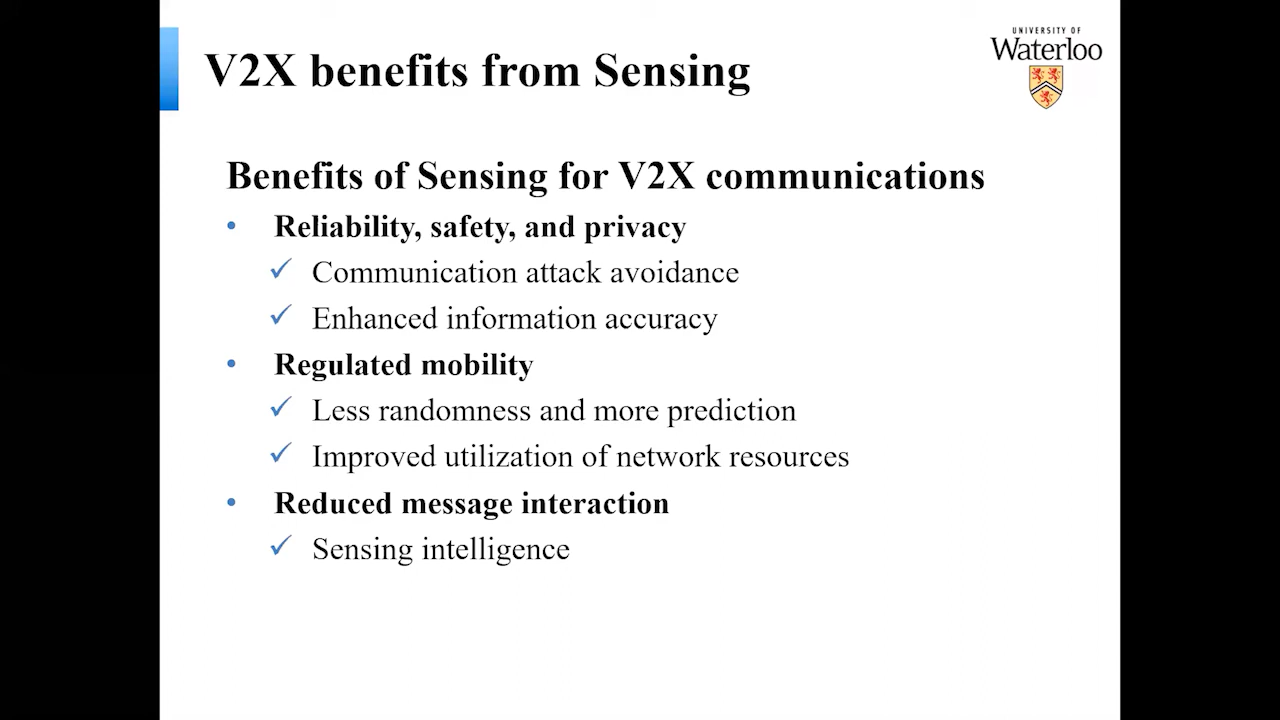 V2X benefits from Sensing
UNIVERSITY OF
Waterloo
Benefits of Sensing for V2X communications
• Reliability, safety, and privacy
✓ Communication attack avoidance
✓ Enhanced information accuracy
• Regulated mobility
✓ Less randomness and more prediction
✓ Improved utilization of network resources
• Reduced message interaction
✓ Sensing intelligence